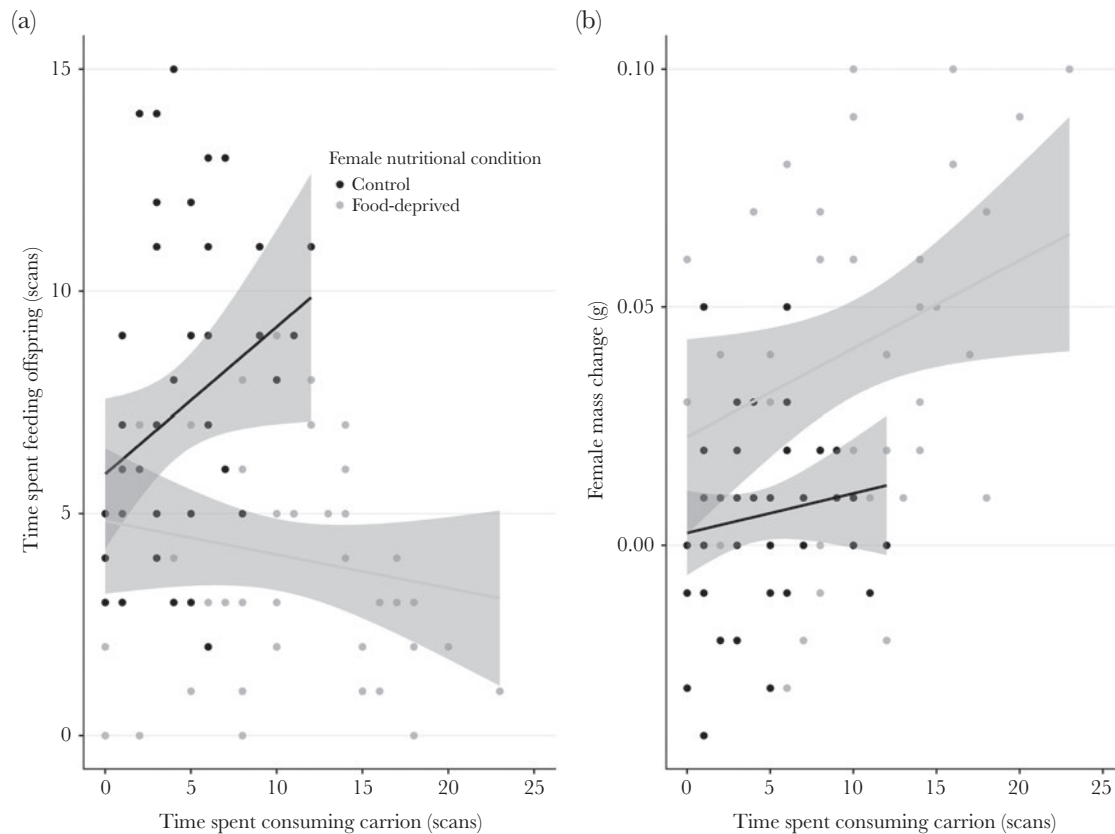 (a)
15
10
5
0
Time spent feeding offspring (scans)
Female nutritional condition
Control
Food-deprived
0 5 10 15 20 25
Time spent consuming carrion (scans)
(b)
0.10
0.05
0.00
Female mass change (g)
0 5 10 15 20 25
Time spent consuming carrion (scans)